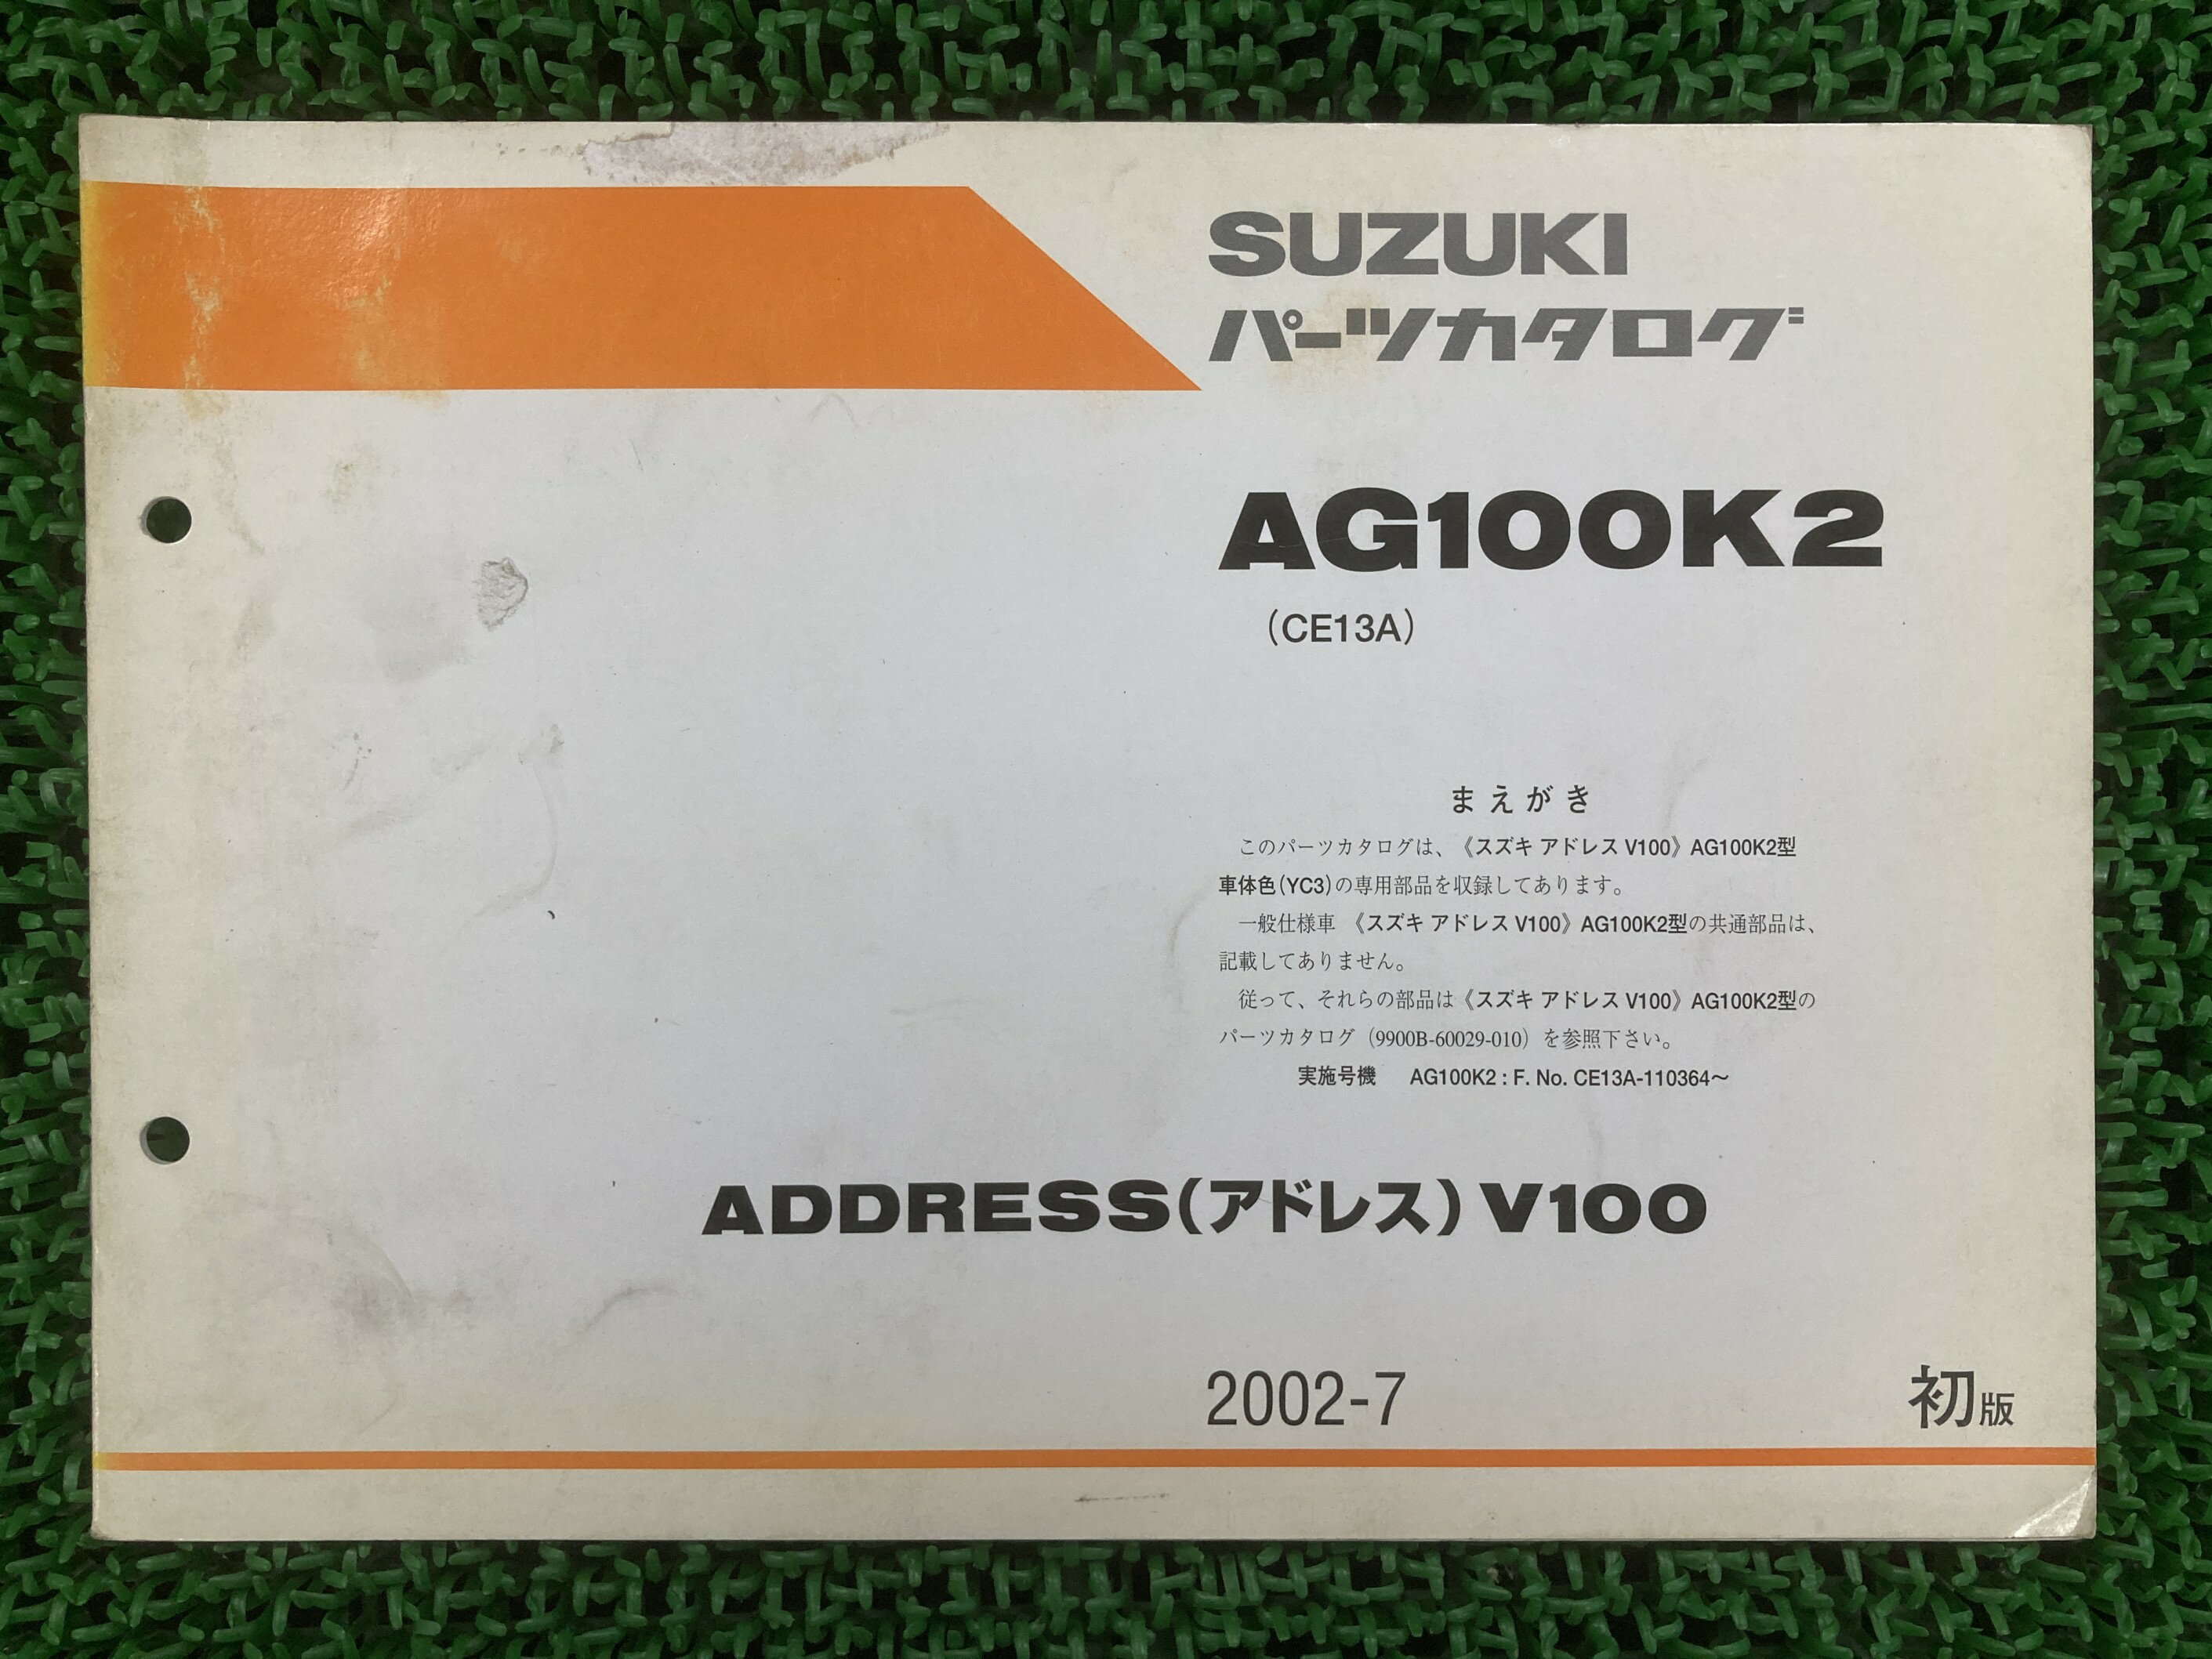 SUZUKI
パーツカタログ
AG100K2
(CE13A)
まえがき
このパーツカタログは、《スズキ アドレス V100》AG100K2型
車体色(YC3)の専用部品を収録してあります。
一般仕様車 《スズキ アドレス V100》AG100K2型の共通部品は、
記載してありません。
従って、それらの部品は《スズキ アドレス V100》AG100K2型の
パーツカタログ（9900B-60029-010）を参照下さい。
実施号機 AG100K2 : F. No. CE13A-110364～
ADDRESS(アドレス) V100
2002-7 初版